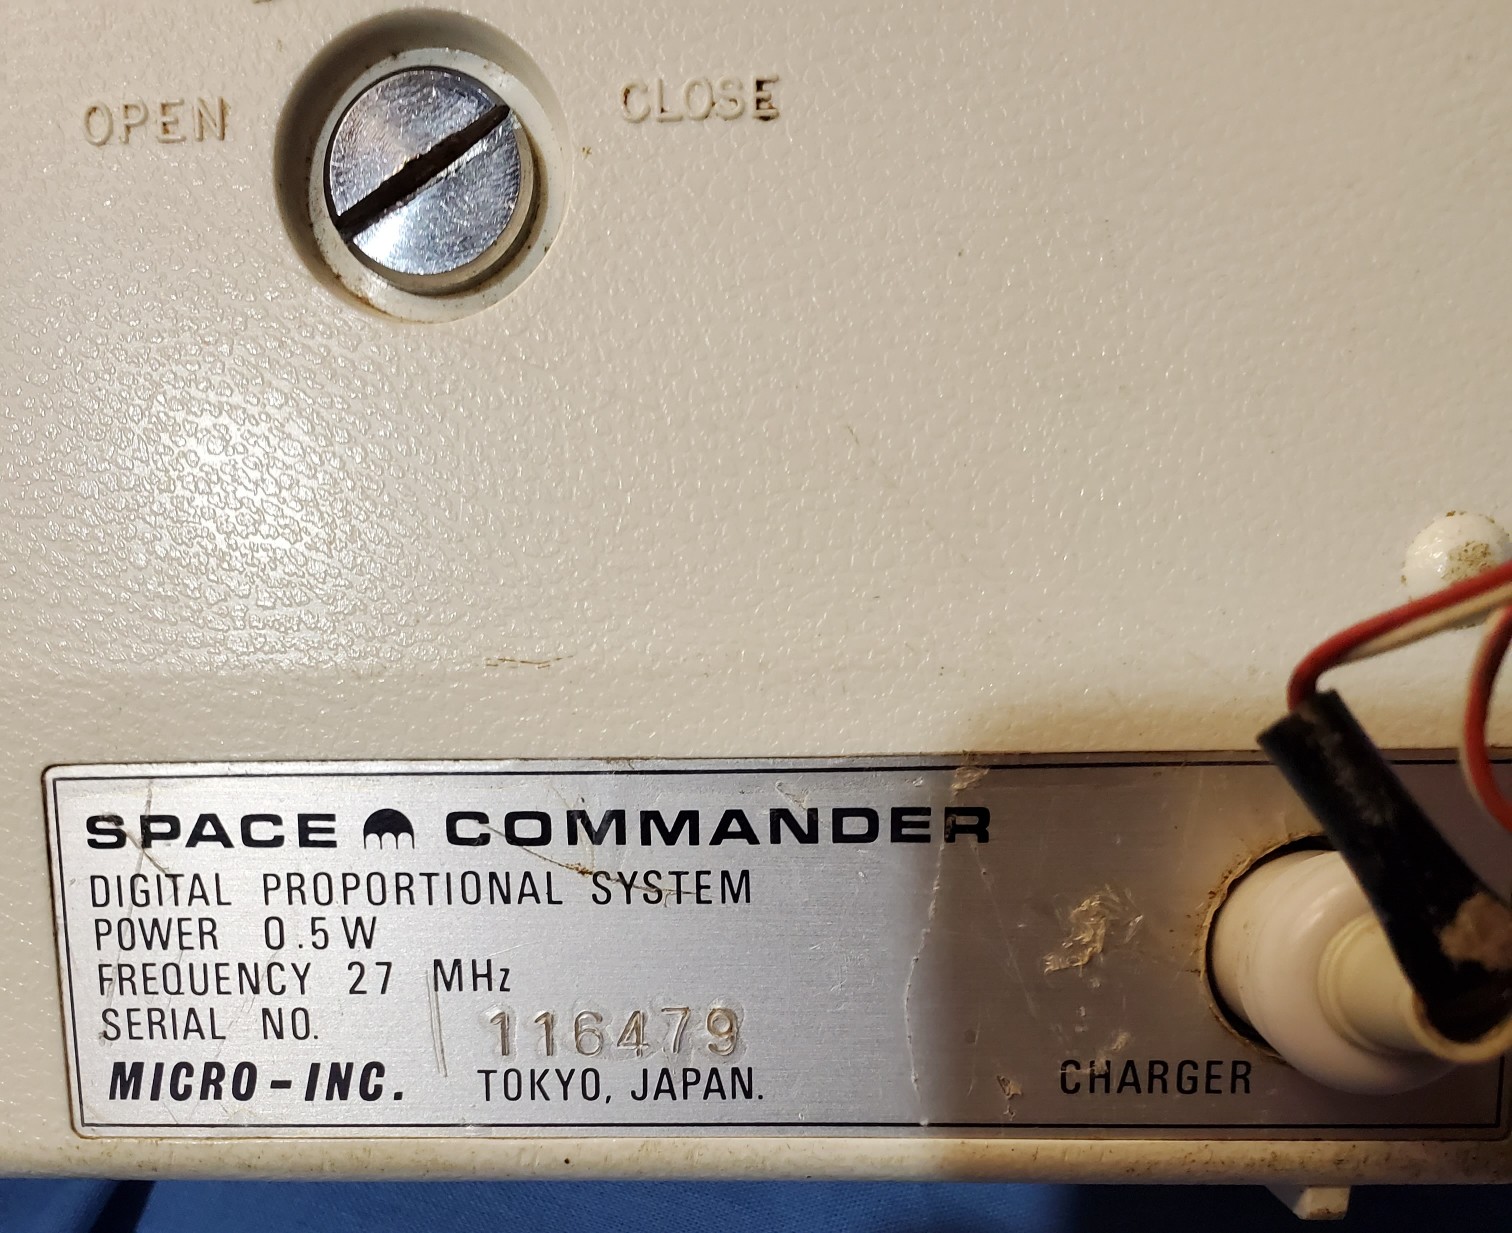 OPEN CLOSE
SPACE COMMANDER
DIGITAL PROPORTIONAL SYSTEM
POWER 0.5W
FREQUENCY 27 MHz
SERIAL NO. 116479
MICRO-INC. TOKYO, JAPAN.
CHARGER